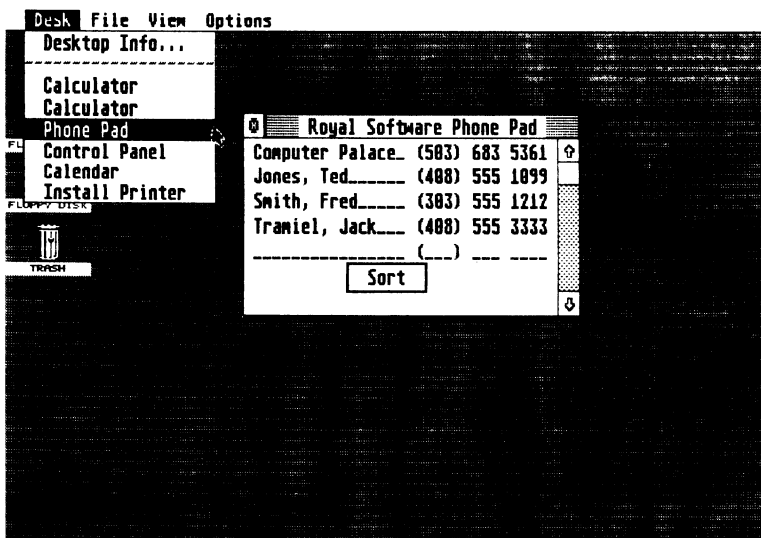 Desk File View Options
Desktop Info...
Calculator
Calculator
Phone Pad
Control Panel
Calendar
Install Printer
FL
FLOPPY DISK
TRASH
Royal Software Phone Pad
Computer Palace_ (503) 683 5361
Jones, Ted______ (408) 555 1099
Smith, Fred_____ (303) 555 1212
Tramiel, Jack___ (408) 555 3333
________________ (___) ___ ____
Sort